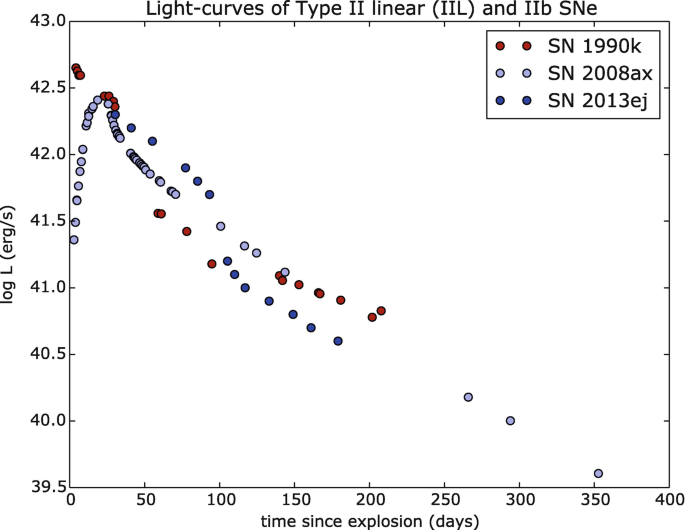 Light-curves of Type II linear (IIL) and IIb SNe
43.0
SN 1990k
SN 2008ax
SN 2013ej
42.5
42.0
41.5
41.0
40.5
40.0
39.5
log L (erg/s)
0 50 100 150 200 250 300 350 400
time since explosion (days)